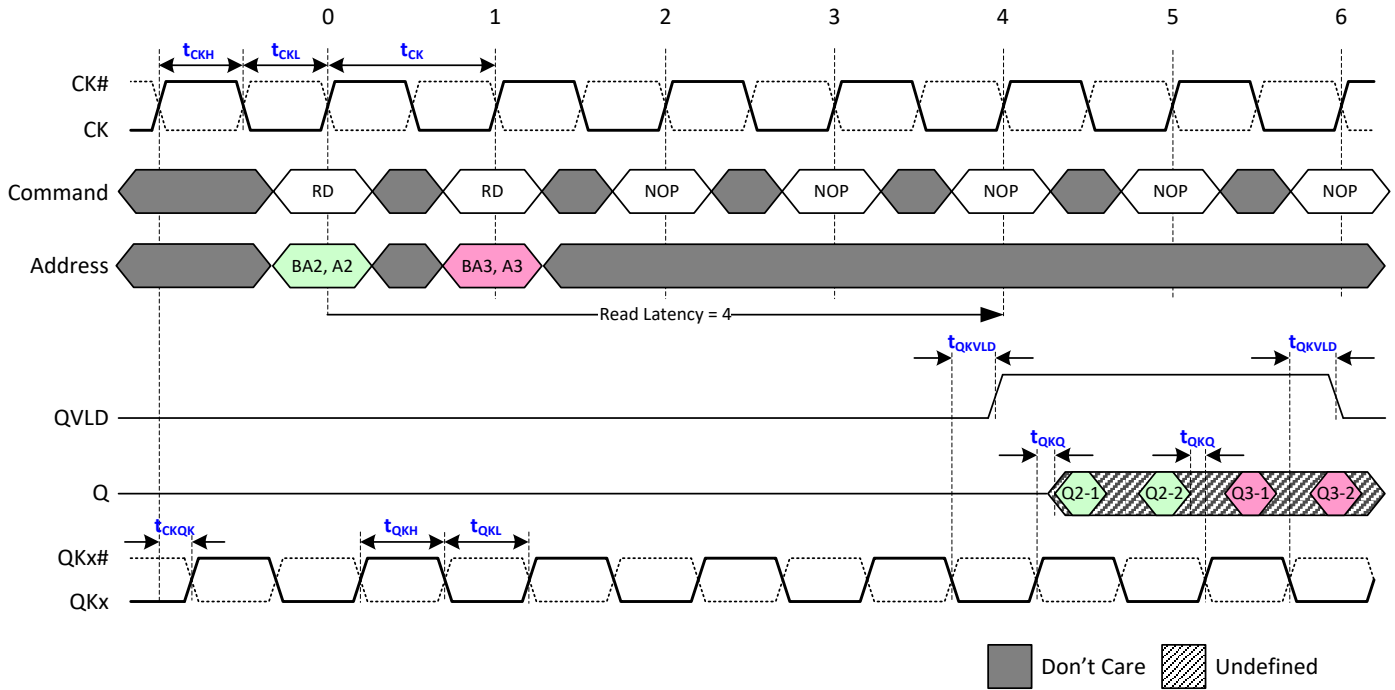 0 1 2 3 4 5 6
tCKH tCKL tCK
CK#
CK
Command RD RD NOP NOP NOP NOP NOP
Address BA2, A2 BA3, A3
Read Latency = 4
tQKVLD tQKVLD
QVLD
tQKQ tQKQ
Q Q2-1 Q2-2 Q3-1 Q3-2
tCKQK tQKH tQKL
QKx#
QKx
Don't Care Undefined